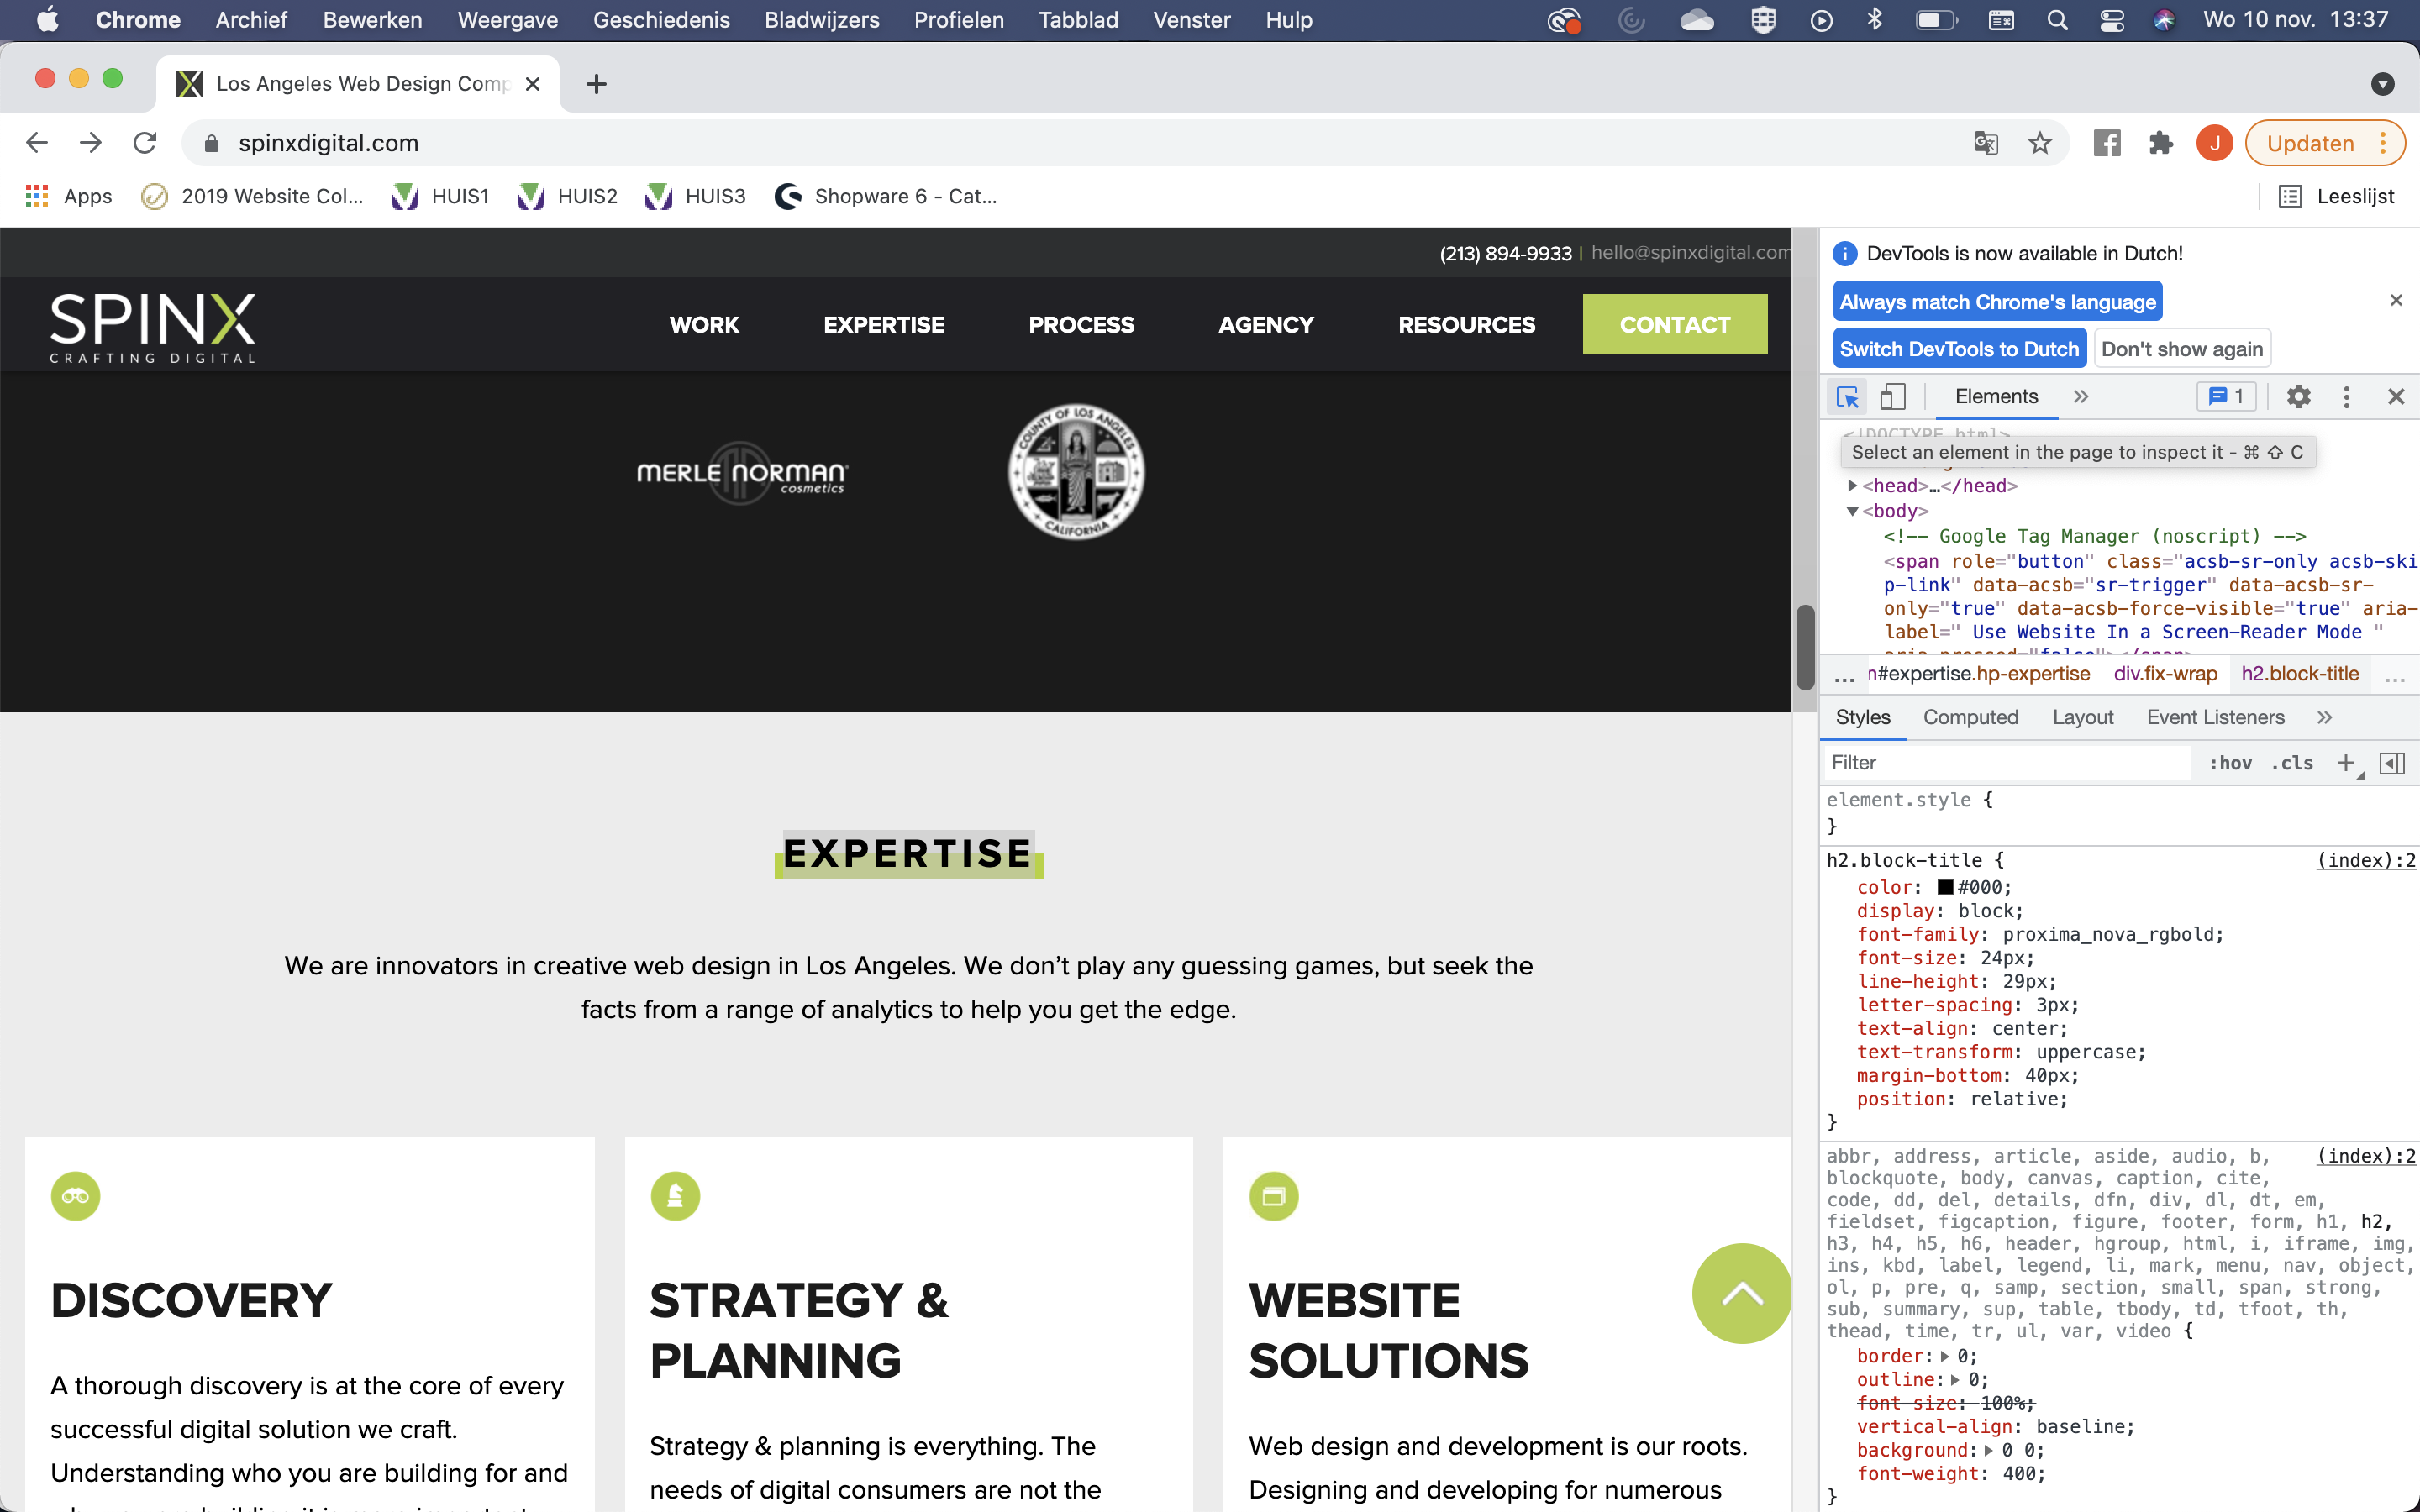 Chrome Archief Bewerken Weergave Geschiedenis Bladwijzers Profielen Tabblad Venster Hulp Wo 10 nov. 13:37
Los Angeles Web Design Comp
spinxdigital.com
J Updaten
Apps 2019 Website Col... HUIS1 HUIS2 HUIS3 Shopware 6 - Cat... Leeslijst
(213) 894-9933 | hello@spinxdigital.com
SPINX
CRAFTING DIGITAL
WORK EXPERTISE PROCESS AGENCY RESOURCES CONTACT
MERLE NORMAN
cosmetics
COUNTY OF LOS ANGELES
CALIFORNIA
EXPERTISE
We are innovators in creative web design in Los Angeles. We don’t play any guessing games, but seek the
facts from a range of analytics to help you get the edge.
DISCOVERY
A thorough discovery is at the core of every
successful digital solution we craft.
Understanding who you are building for and
STRATEGY &
PLANNING
Strategy & planning is everything. The
needs of digital consumers are not the
WEBSITE
SOLUTIONS
Web design and development is our roots.
Designing and developing for numerous
DevTools is now available in Dutch!
Always match Chrome's language
Switch DevTools to Dutch Don't show again
Elements 1
<!DOCTYPE html>
Select an element in the page to inspect it - ⌘ ⇧ C
<head>…</head>
<body>
<!-- Google Tag Manager (noscript) -->
<span role="button" class="acsb-sr-only acsb-ski
p-link" data-acsb="sr-trigger" data-acsb-sr-
only="true" data-acsb-force-visible="true" aria-
label=" Use Website In a Screen-Reader Mode "
aria-pressed="false"></span>
... n#expertise.hp-expertise div.fix-wrap h2.block-title ...
Styles Computed Layout Event Listeners
Filter :hov .cls
element.style {
}
h2.block-title { (index):2
color: #000;
display: block;
font-family: proxima_nova_rgbold;
font-size: 24px;
line-height: 29px;
letter-spacing: 3px;
text-align: center;
text-transform: uppercase;
margin-bottom: 40px;
position: relative;
}
abbr, address, article, aside, audio, b, (index):2
blockquote, body, canvas, caption, cite,
code, dd, del, details, dfn, div, dl, dt, em,
fieldset, figcaption, figure, footer, form, h1, h2,
h3, h4, h5, h6, header, hgroup, html, i, iframe, img,
ins, kbd, label, legend, li, mark, menu, nav, object,
ol, p, pre, q, samp, section, small, span, strong,
sub, summary, sup, table, tbody, td, tfoot, th,
thead, time, tr, ul, var, video {
border: 0;
outline: 0;
font-size: 100%;
vertical-align: baseline;
background: 0 0;
font-weight: 400;
}